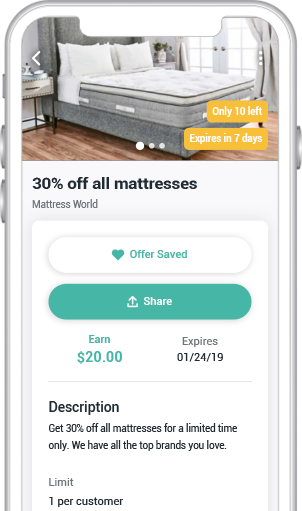 Only 10 left
Expires in 7 days
30% off all mattresses
Mattress World
Offer Saved
Share
Earn
$20.00
Expires
01/24/19
Description
Get 30% off all mattresses for a limited time
only. We have all the top brands you love.
Limit
1 per customer